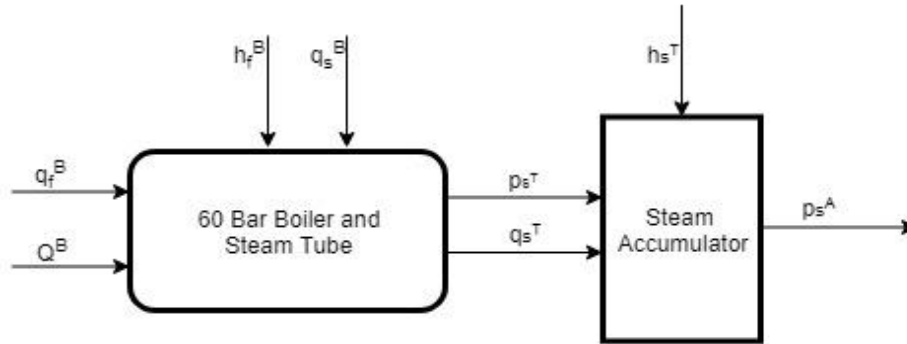 h_f^B q_s^B h_s^T
q_f^B
Q^B
60 Bar Boiler and
Steam Tube
p_s^T
q_s^T
Steam
Accumulator
p_s^A